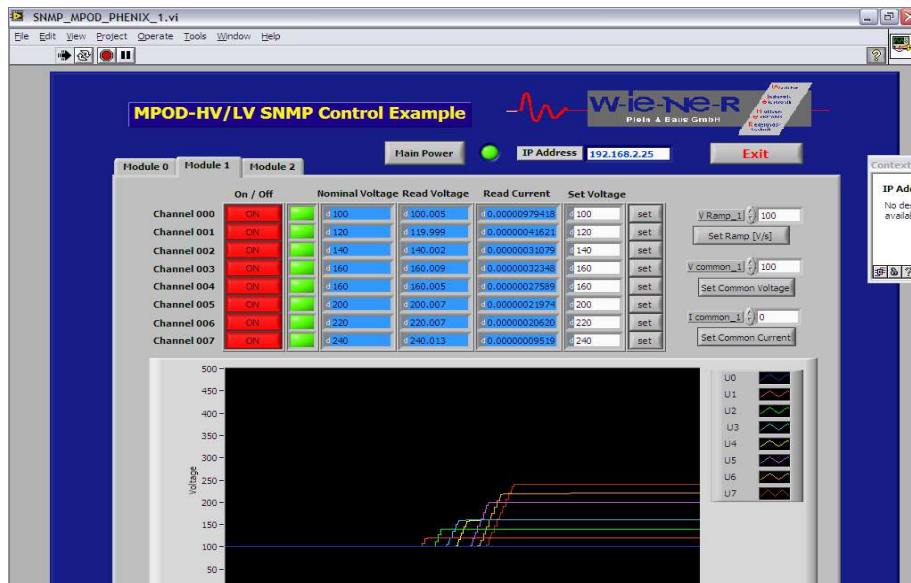 SNMP_MPOD_PHENIX_1.vi
File Edit View Project Operate Tools Window Help
MPOD-HV/LV SNMP Control Example
W-ie-Ne-R
Plein & Baus GmbH
Main Power
IP Address 192.168.2.25
Exit
Module 0 Module 1 Module 2
On / Off Nominal Voltage Read Voltage Read Current Set Voltage
Channel 000 ON d 100 d 100.005 d 0.00000979418 d 100 set
Channel 001 ON d 120 d 119.999 d 0.00000041621 d 120 set
Channel 002 ON d 140 d 140.002 d 0.00000031079 d 140 set
Channel 003 ON d 160 d 160.009 d 0.00000032348 d 160 set
Channel 004 ON d 160 d 160.005 d 0.00000027589 d 160 set
Channel 005 ON d 200 d 200.007 d 0.00000021974 d 200 set
Channel 006 ON d 220 d 220.007 d 0.00000020620 d 220 set
Channel 007 ON d 240 d 240.013 d 0.00000009519 d 240 set
V Ramp_1 100
Set Ramp [V/s]
V common_1 100
Set Common Voltage
I common_1 0
Set Common Current
Context
IP Add
No des
availal
500
450
400
350
300
250
200
150
100
50
Voltage
U0
U1
U2
U3
U4
U5
U6
U7